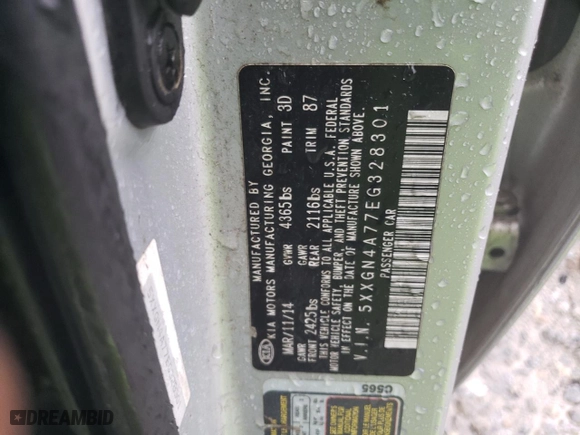 MANUFACTURED BY
KIA MOTORS MANUFACTURING GEORGIA, INC.
KIA
MAR/11/14 GVWR 4365lbs PAINT 3D
GAWR FRONT 2425lbs GAWR REAR 2116lbs TRIM 87
THIS VEHICLE CONFORMS TO ALL APPLICABLE U.S.A. FEDERAL
MOTOR VEHICLE SAFETY, BUMPER, AND THEFT PREVENTION STANDARDS
IN EFFECT ON THE DATE OF MANUFACTURE SHOWN ABOVE.
V.I.N. 5XXGN4A77EG328301
PASSENGER CAR
C565
DREAMBID